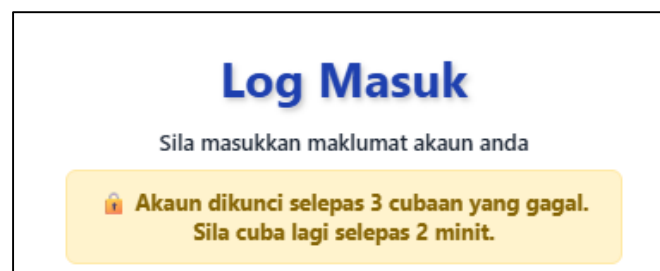 Log Masuk
Sila masukkan maklumat akaun anda
🔒 Akaun dikunci selepas 3 cubaan yang gagal.
Sila cuba lagi selepas 2 minit.